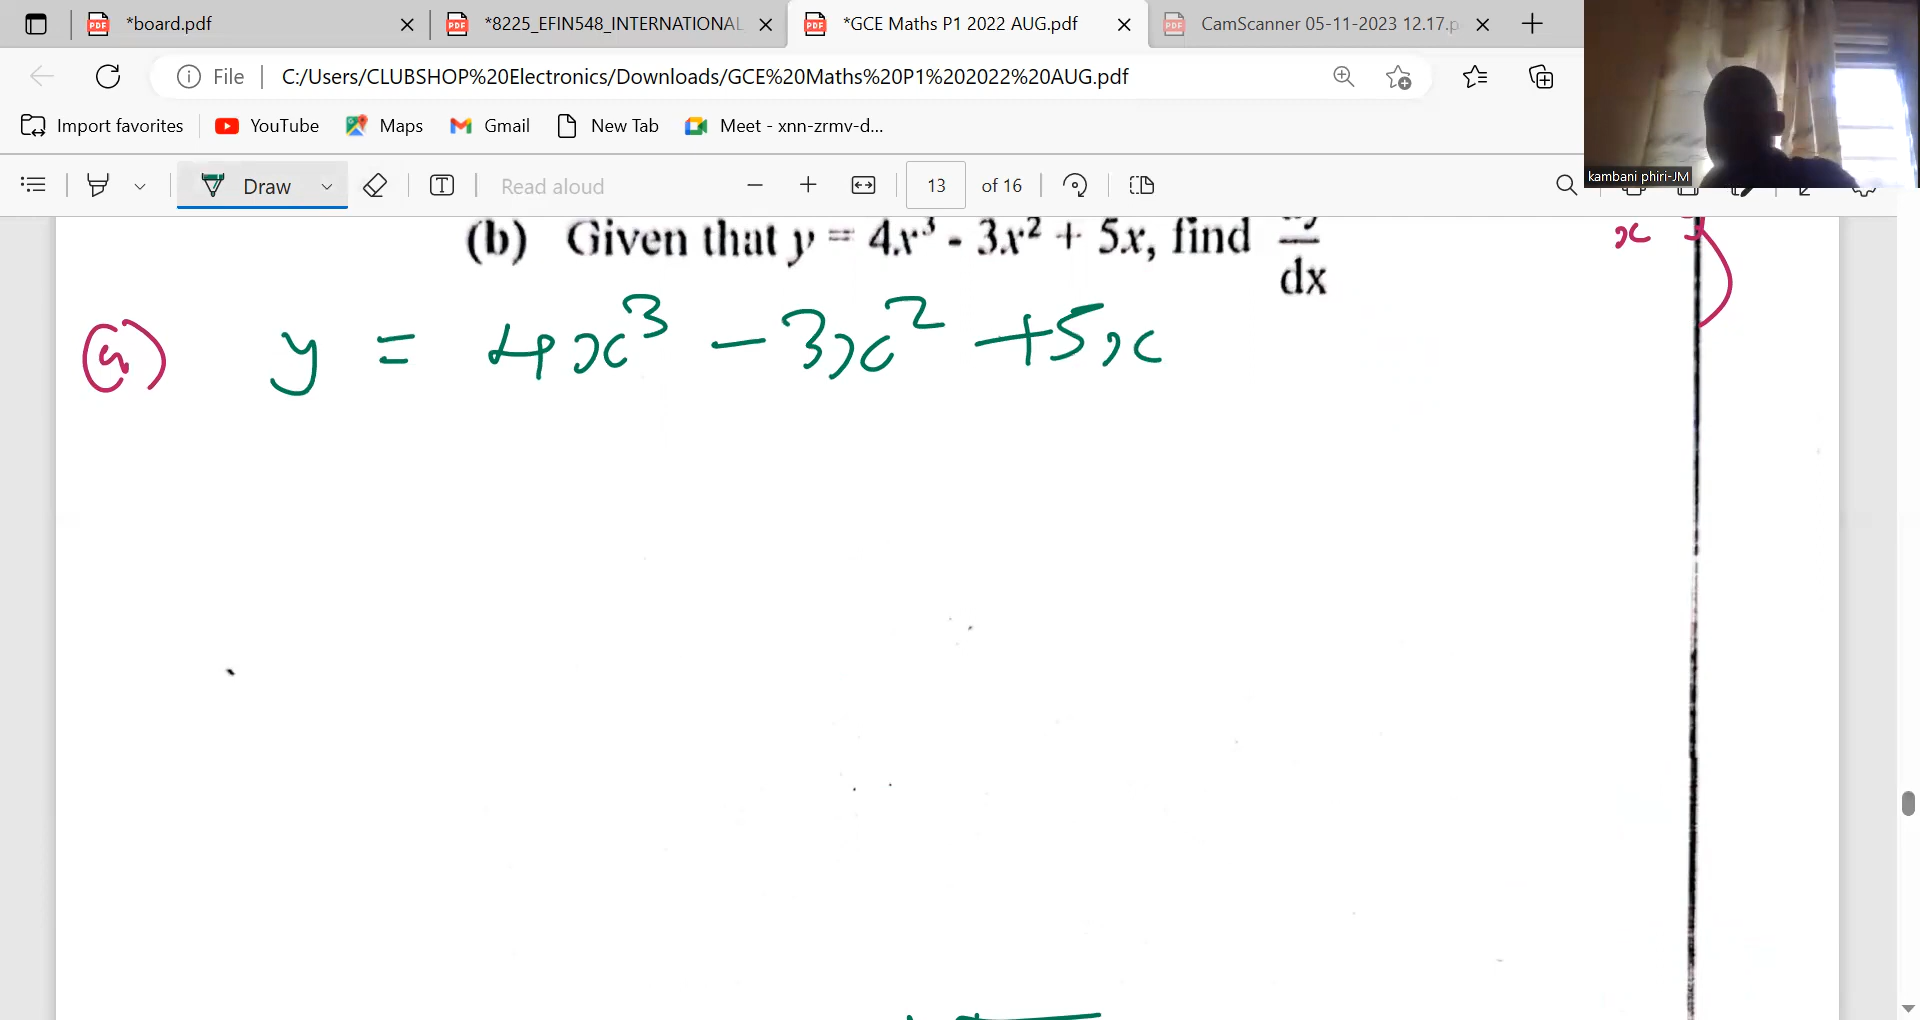 *board.pdf
*8225_EFIN548_INTERNATIONAL
*GCE Maths P1 2022 AUG.pdf
CamScanner 05-11-2023 12.17.p
File
C:/Users/CLUBSHOP%20Electronics/Downloads/GCE%20Maths%20P1%202022%20AUG.pdf
Import favorites
YouTube
Maps
Gmail
New Tab
Meet - xnn-zrmv-d...
kambani phiri-JM
Draw
Read aloud
13 of 16
(b) Given that y = 4x³ - 3x² + 5x, find dy/dx
x
y = 4x³ - 3x² + 5x